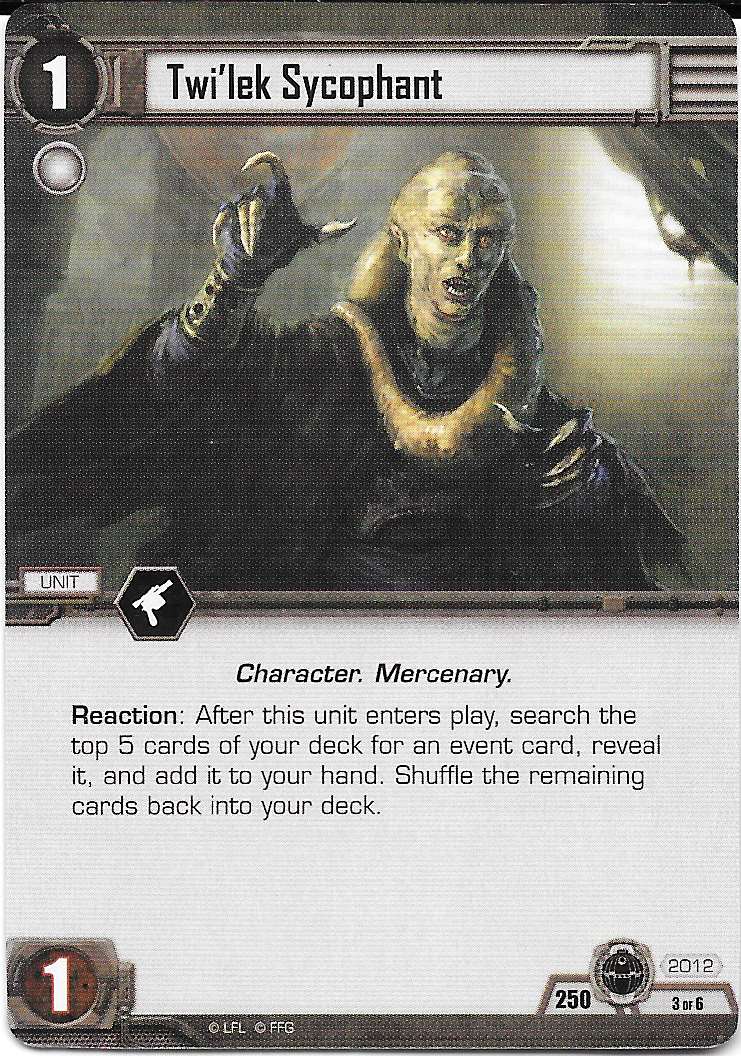 1
Twi'lek Sycophant
UNIT
Character. Mercenary.
Reaction: After this unit enters play, search the
top 5 cards of your deck for an event card, reveal
it, and add it to your hand. Shuffle the remaining
cards back into your deck.
1
250
2012
3 OF 6
© LFL © FFG